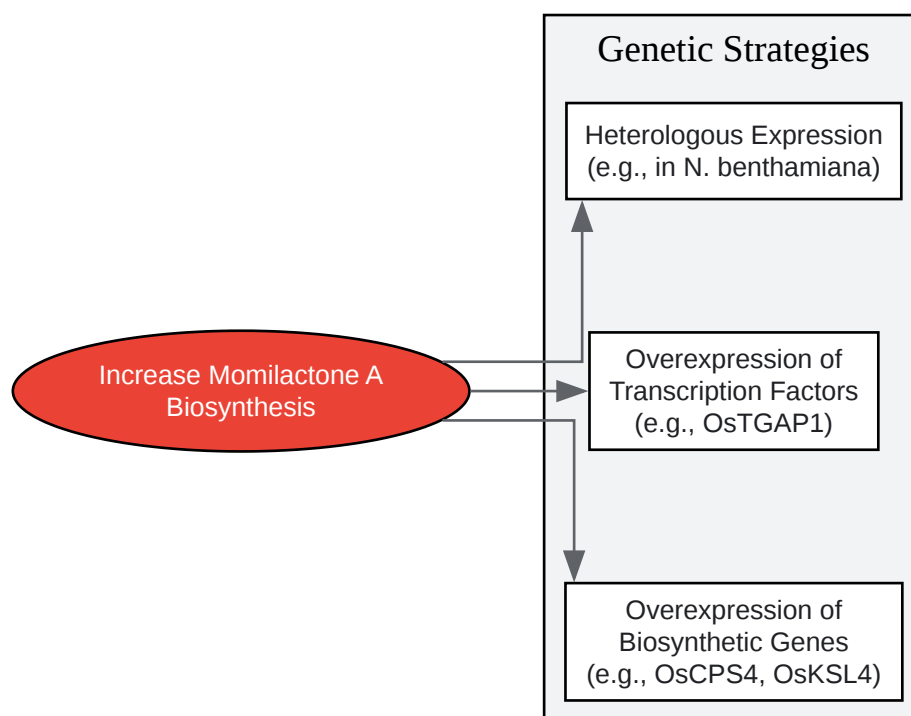 Genetic Strategies
Heterologous Expression
(e.g., in N. benthamiana)
Increase Momilactone A
Biosynthesis
Overexpression of
Transcription Factors
(e.g., OsTGAP1)
Overexpression of
Biosynthetic Genes
(e.g., OsCPS4, OsKSL4)